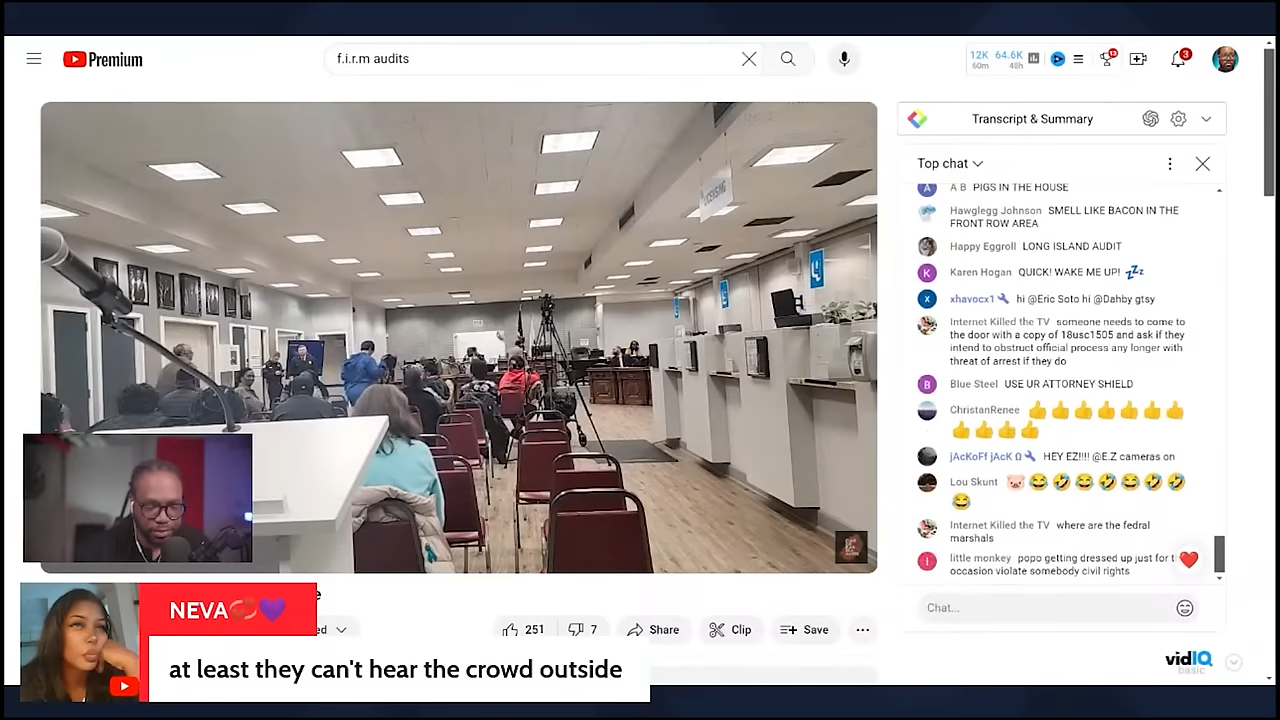 Premium
f.i.r.m audits
12K 64.6K
60m 48h
13
3
Transcript & Summary
Top chat
A B PIGS IN THE HOUSE
Hawglegg Johnson SMELL LIKE BACON IN THE
FRONT ROW AREA
Happy Eggroll LONG ISLAND AUDIT
Karen Hogan QUICK! WAKE ME UP! 💤
xhavocx1 hi @Eric Soto hi @Dahby gtsy
Internet Killed the TV someone needs to come to
the door with a copy of 18usc1505 and ask if they
intend to obstruct official process any longer with
threat of arrest if they do
Blue Steel USE UR ATTORNEY SHIELD
ChristanRenee 👍👍👍👍👍👍👍
👍👍👍👍
jAcKoFf jAcK Ω HEY EZ!!!! @E.Z cameras on
Lou Skunt 🐷😂🤣😂🤣😂🤣🤣
😂
Internet Killed the TV where are the fedral
marshals
little monkey popo getting dressed up just for t
occasion violate somebody civil rights
Chat...
LICENSING
e
ed
251
7
Share
Clip
Save
vidIQ
basic
NEVA💞💜
at least they can't hear the crowd outside